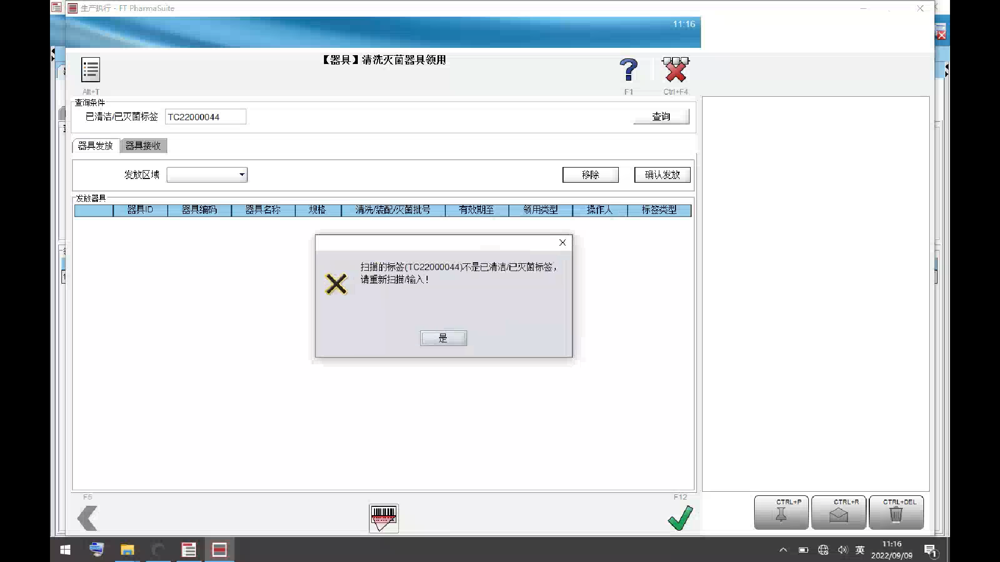 生产执行 - FT PharmaSuite
11:16
【器具】清洗灭菌器具领用
Alt+T
F1
Ctrl+F4
查询条件
已清洁/已灭菌标签 TC22000044 查询
器具发放 器具接收
发放区域 移除 确认发放
发放器具
器具ID 器具编码 器具名称 规格 清洗/装配/灭菌批号 有效期至 领用类型 操作人 标签类型
扫描的标签(TC22000044)不是已清洁/已灭菌标签，
请重新扫描/输入！
是
F5
F12
CTRL+P
CTRL+R
CTRL+DEL
英
11:16
2022/09/09
1